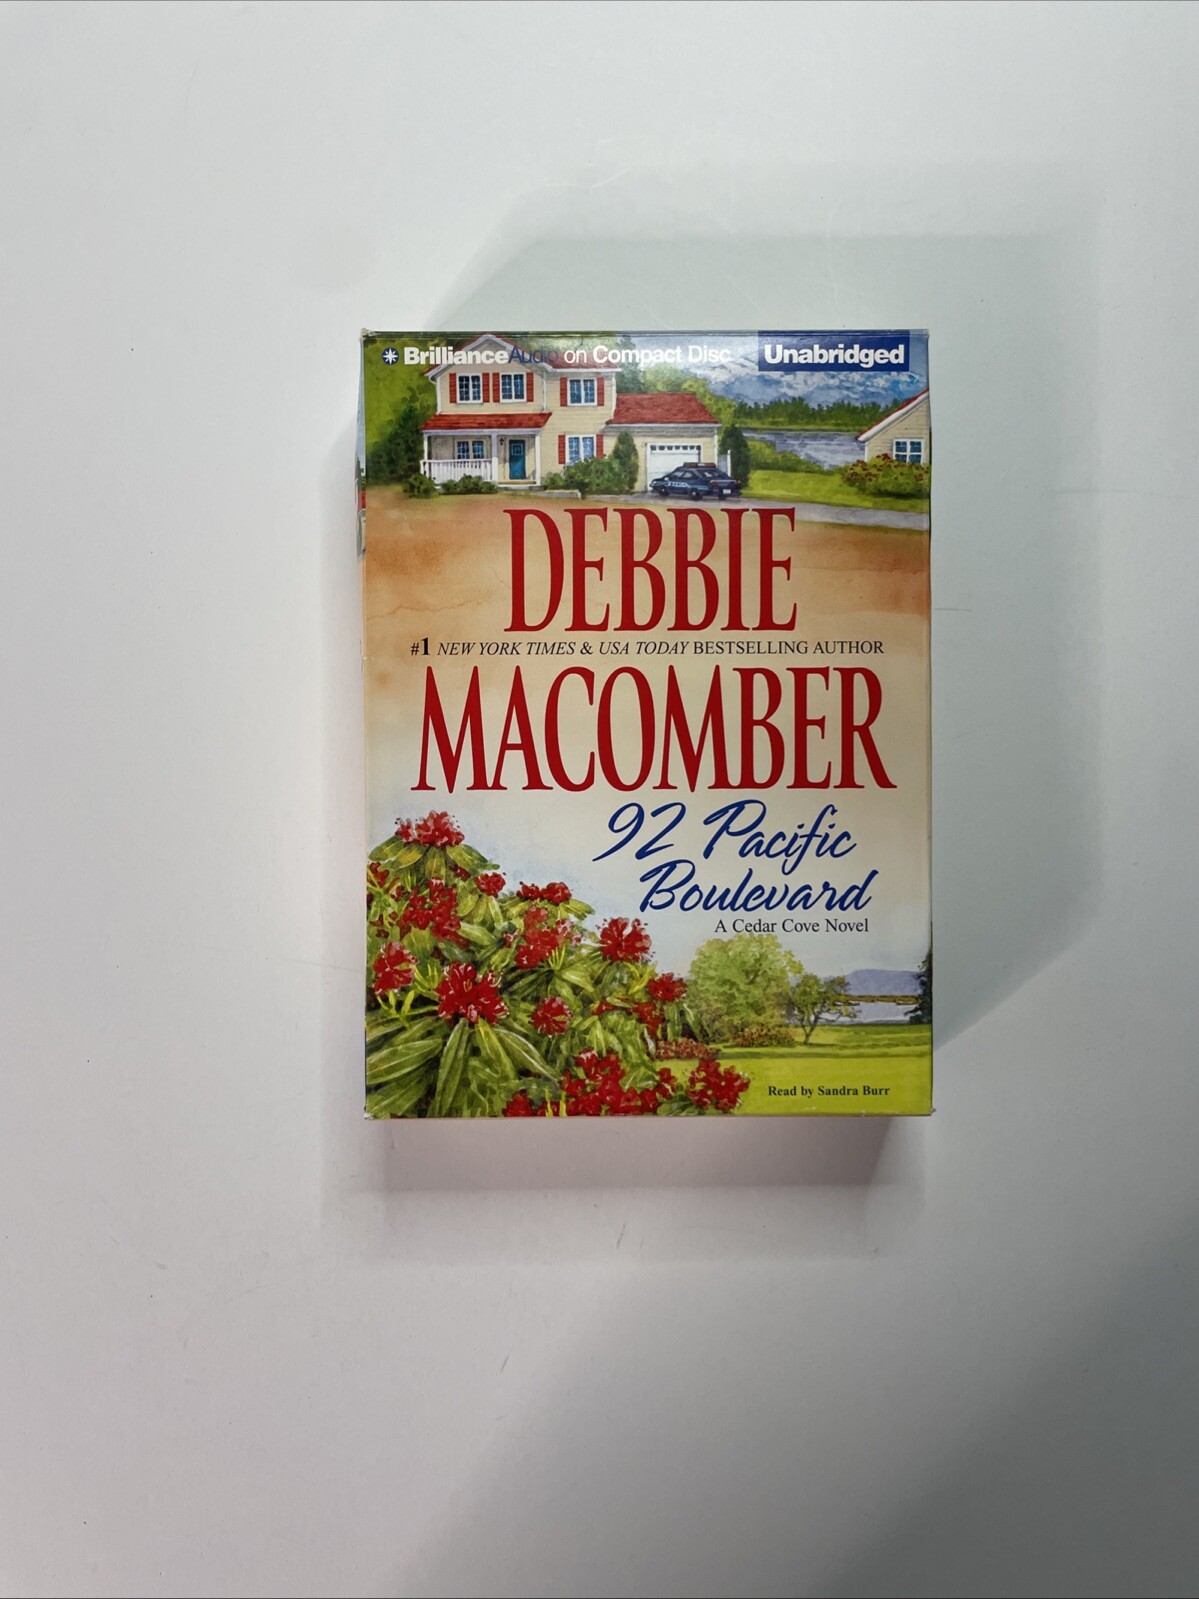 Brilliance Audio on Compact Disc
Unabridged
DEBBIE
#1 NEW YORK TIMES & USA TODAY BESTSELLING AUTHOR
MACOMBER
92 Pacific
Boulevard
A Cedar Cove Novel
Read by Sandra Burr